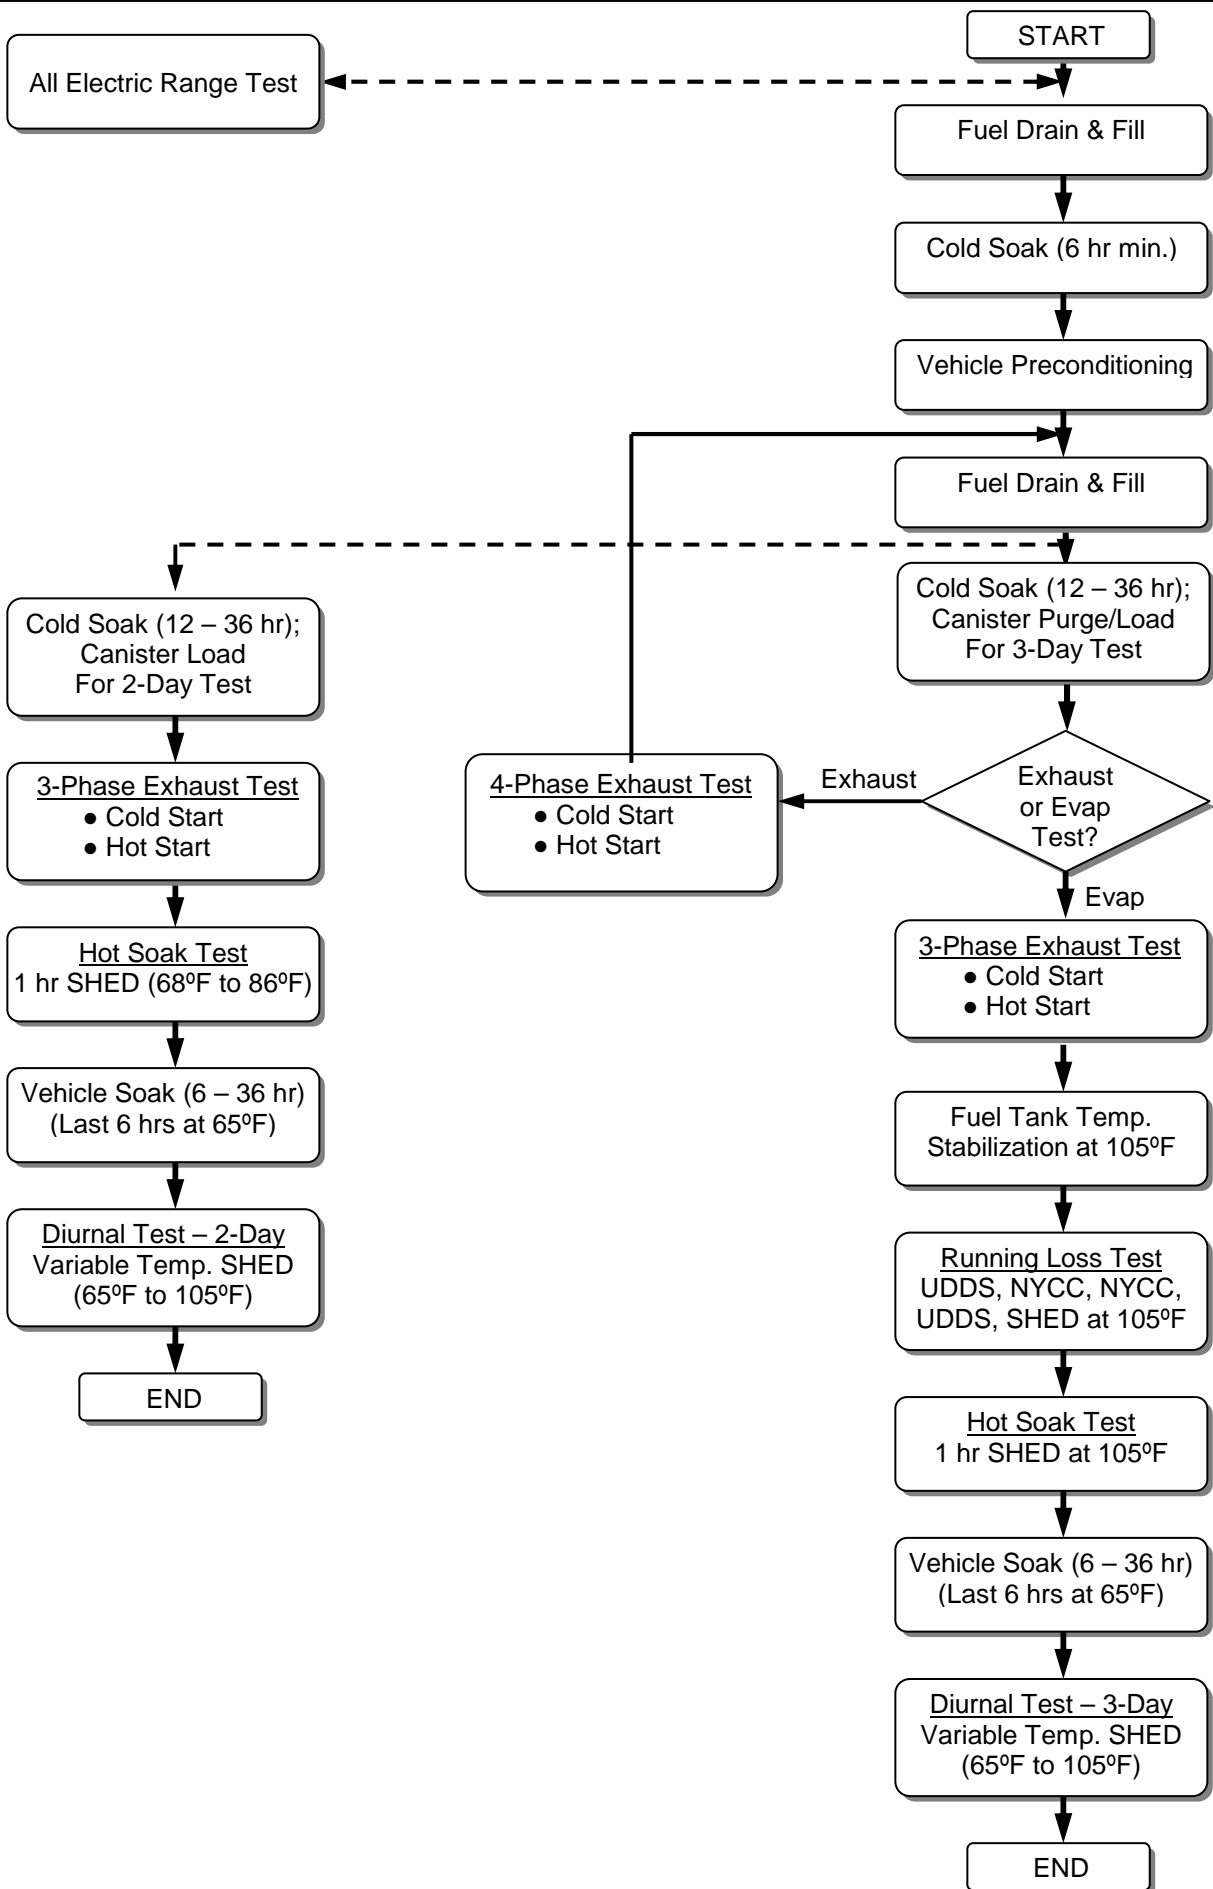 START
All Electric Range Test
Fuel Drain & Fill
Cold Soak (6 hr min.)
Vehicle Preconditioning
Fuel Drain & Fill
Cold Soak (12 – 36 hr);
Canister Purge/Load
For 3-Day Test
Cold Soak (12 – 36 hr);
Canister Load
For 2-Day Test
3-Phase Exhaust Test
● Cold Start
● Hot Start
Hot Soak Test
1 hr SHED (68ºF to 86ºF)
Vehicle Soak (6 – 36 hr)
(Last 6 hrs at 65ºF)
Diurnal Test – 2-Day
Variable Temp. SHED
(65ºF to 105ºF)
END
4-Phase Exhaust Test
● Cold Start
● Hot Start
Exhaust
Exhaust
or Evap
Test?
Evap
3-Phase Exhaust Test
● Cold Start
● Hot Start
Fuel Tank Temp.
Stabilization at 105ºF
Running Loss Test
UDDS, NYCC, NYCC,
UDDS, SHED at 105ºF
Hot Soak Test
1 hr SHED at 105ºF
Vehicle Soak (6 – 36 hr)
(Last 6 hrs at 65ºF)
Diurnal Test – 3-Day
Variable Temp. SHED
(65ºF to 105ºF)
END